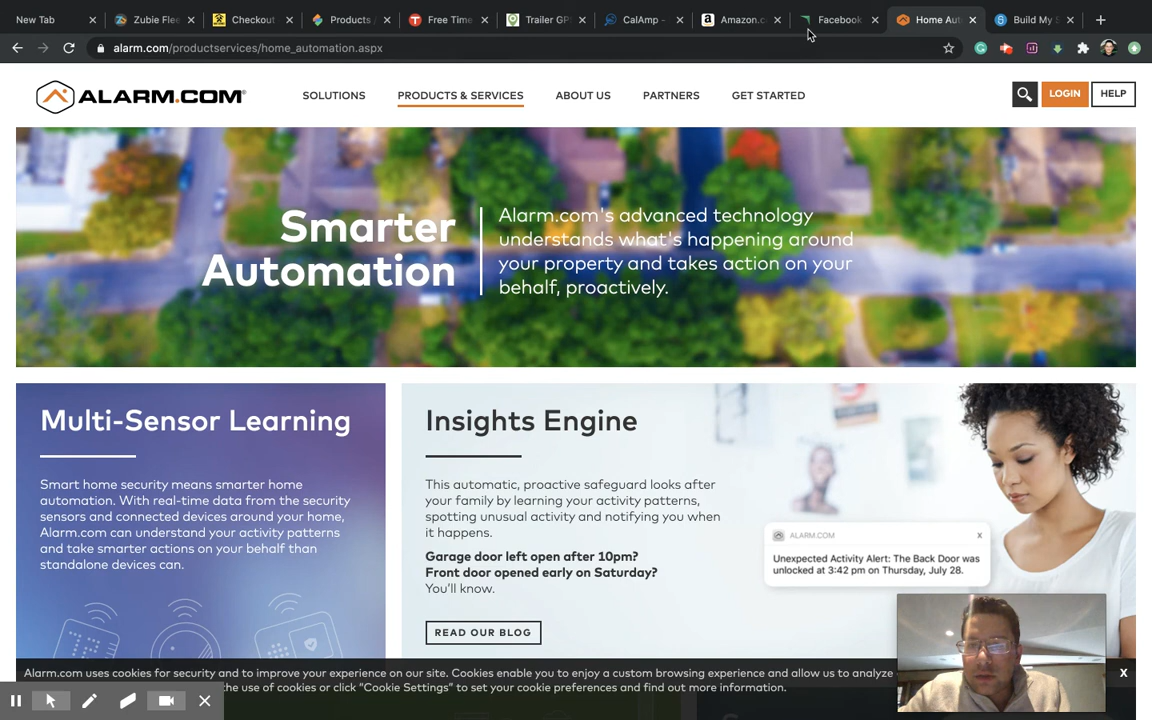 New Tab
Zubie Flee
Checkout
Products /
Free Time
Trailer GP
CalAmp -
Amazon.c
Facebook
Home Aut
Build My S
alarm.com/productservices/home_automation.aspx
ALARM.COM®
SOLUTIONS
PRODUCTS & SERVICES
ABOUT US
PARTNERS
GET STARTED
LOGIN
HELP
Smarter
Automation
Alarm.com's advanced technology
understands what's happening around
your property and takes action on your
behalf, proactively.
Multi-Sensor Learning
Smart home security means smarter home
automation. With real-time data from the security
sensors and connected devices around your home,
Alarm.com can understand your activity patterns
and take smarter actions on your behalf than
standalone devices can.
Insights Engine
This automatic, proactive safeguard looks after
your family by learning your activity patterns,
spotting unusual activity and notifying you when
it happens.
Garage door left open after 10pm?
Front door opened early on Saturday?
You'll know.
READ OUR BLOG
ALARM.COM
X
Unexpected Activity Alert: The Back Door was
unlocked at 3:42 pm on Thursday, July 28.
Alarm.com uses cookies for security and to improve your experience on our site. Cookies enable you to enjoy a custom browsing experience and allow us to analyze
X
the use of cookies or click "Cookie Settings" to set your cookie preferences and find out more information.